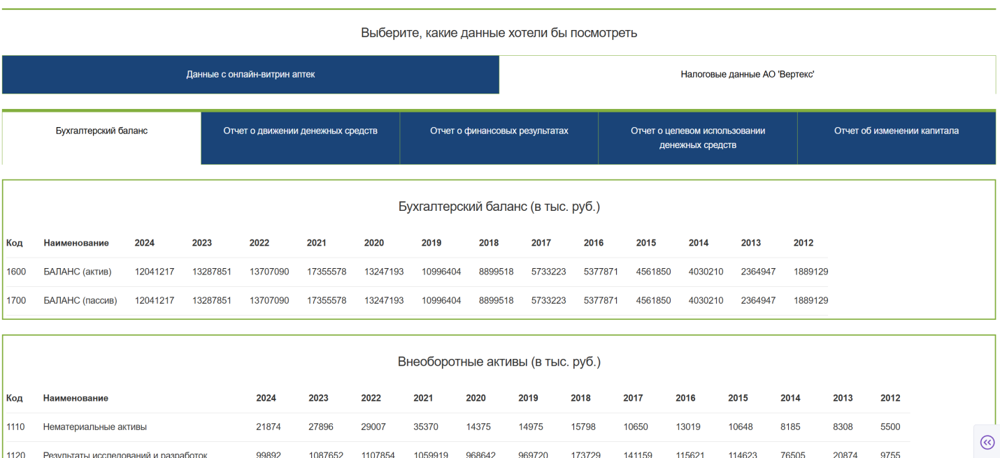 Выберите, какие данные хотели бы посмотреть
Данные с онлайн-витрин аптек Налоговые данные АО 'Вертекс'
Бухгалтерский баланс Отчет о движении денежных средств Отчет о финансовых результатах Отчет о целевом использовании денежных средств Отчет об изменении капитала
Бухгалтерский баланс (в тыс. руб.)
Код Наименование 2024 2023 2022 2021 2020 2019 2018 2017 2016 2015 2014 2013 2012
1600 БАЛАНС (актив) 12041217 13287851 13707090 17355578 13247193 10996404 8899518 5733223 5377871 4561850 4030210 2364947 1889129
1700 БАЛАНС (пассив) 12041217 13287851 13707090 17355578 13247193 10996404 8899518 5733223 5377871 4561850 4030210 2364947 1889129
Внеоборотные активы (в тыс. руб.)
Код Наименование 2024 2023 2022 2021 2020 2019 2018 2017 2016 2015 2014 2013 2012
1110 Нематериальные активы 21874 27896 29007 35370 14375 14975 15798 10650 13019 10648 8185 8308 5500
1120 Результаты исследований и разработок 99892 1087652 1107854 1059919 968642 969720 173729 141159 115621 114623 76505 20874 9755